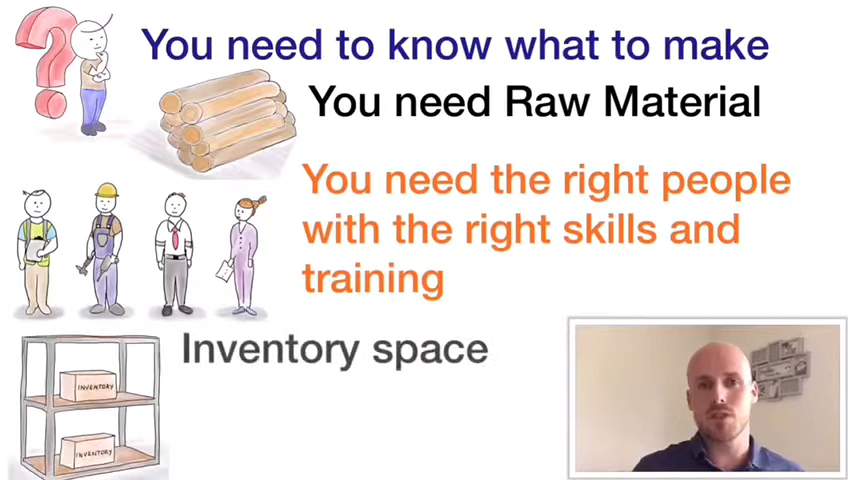 You need to know what to make
You need Raw Material
You need the right people
with the right skills and
training
Inventory space
INVENTORY
INVENTORY